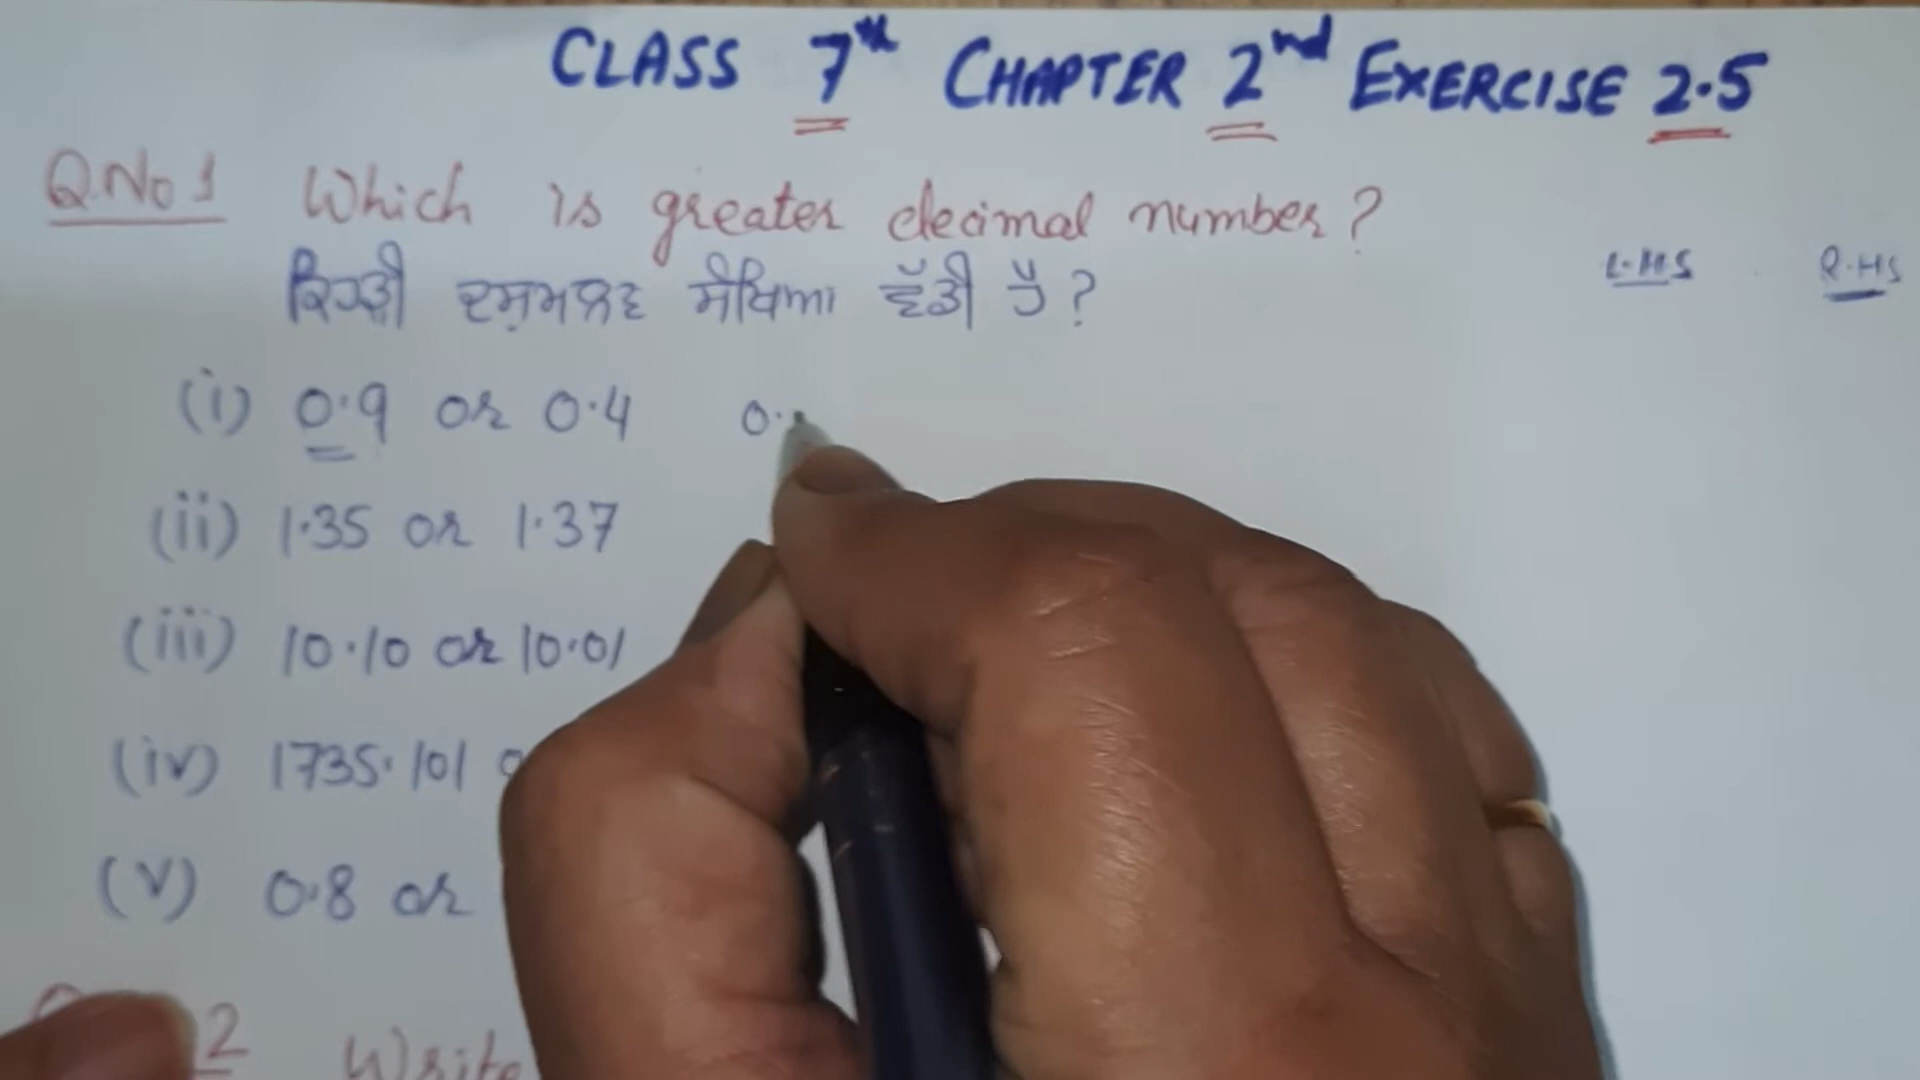 CLASS 7th CHAPTER 2nd EXERCISE 2.5
Q.No 1 Which is greater decimal number?
ਕਿਹੜੀ ਦਸ਼ਮਲਵ ਸੰਖਿਆ ਵੱਡੀ ਹੈ ?
L.H.S R.HS
(i) 0.9 or 0.4 0.
(ii) 1.35 or 1.37
(iii) 10.10 or 10.01
(iv) 1735.101
(v) 0.8 or
2 Write